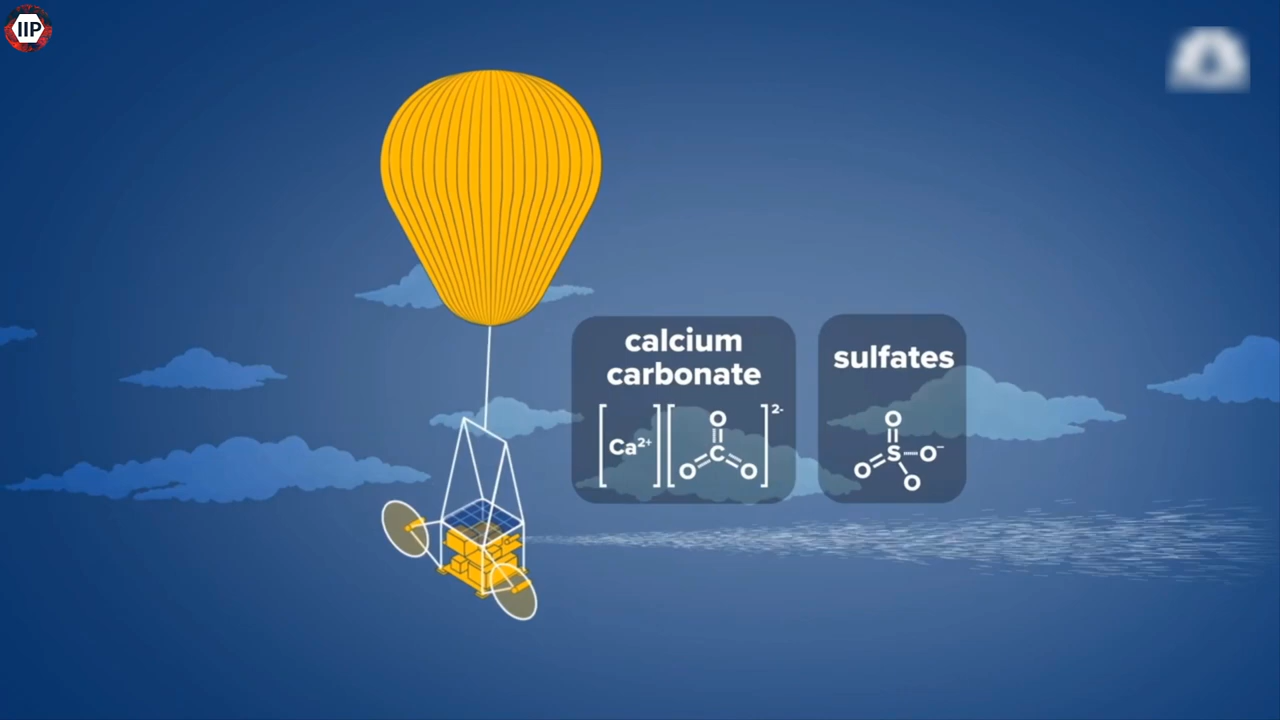 IIP
calcium
carbonate
[Ca²⁺][O C O O]²⁻
sulfates
O
O S O⁻
O